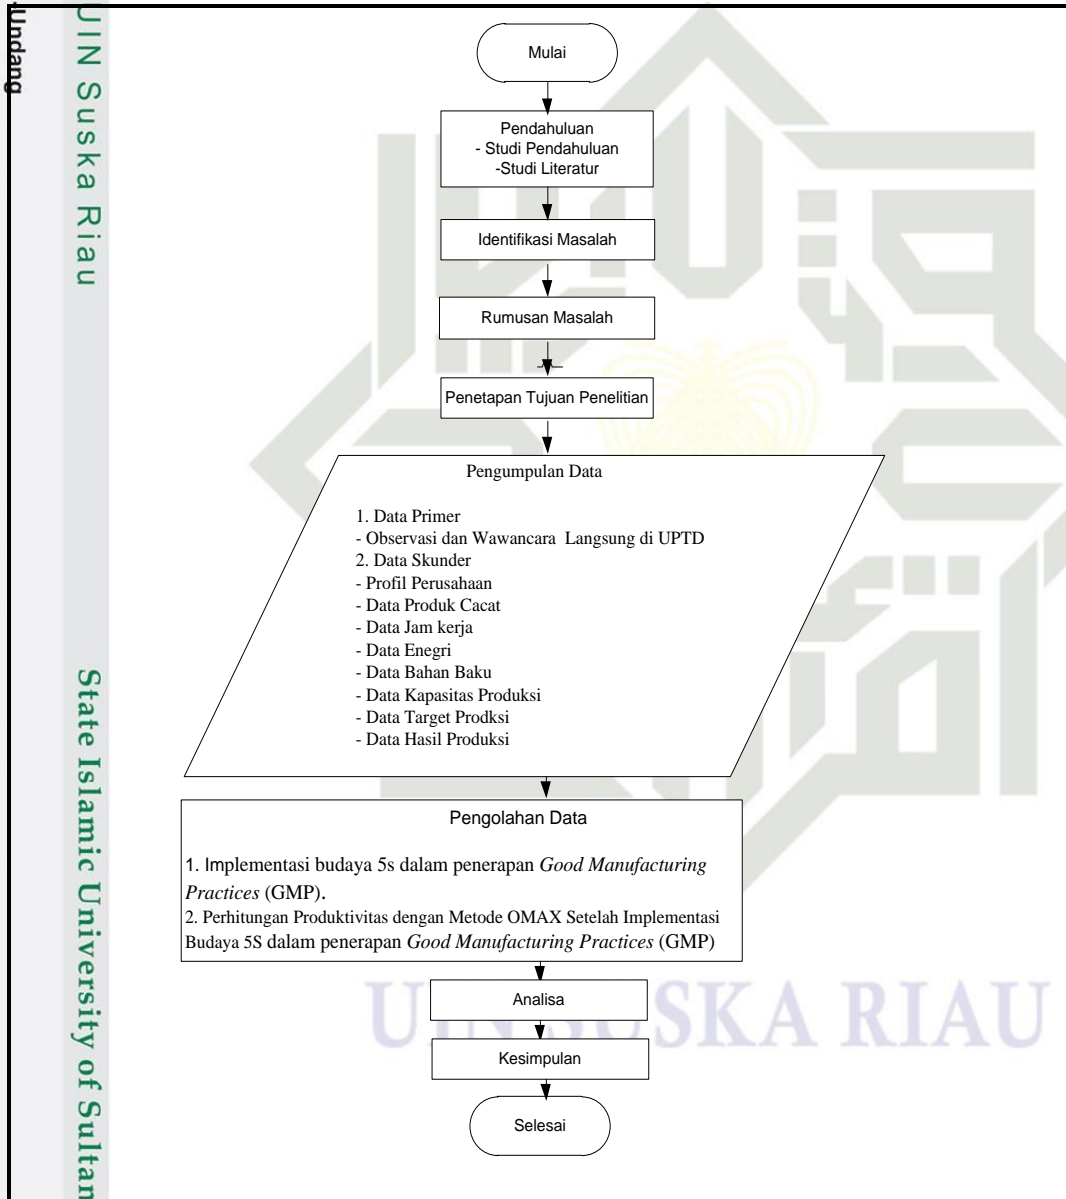 -Undang
UIN Suska Riau
State Islamic University of Sultan
Mulai
Pendahuluan
- Studi Pendahuluan
-Studi Literatur
Identifikasi Masalah
Rumusan Masalah
Penetapan Tujuan Penelitian
Pengumpulan Data
1. Data Primer
- Observasi dan Wawancara Langsung di UPTD
2. Data Skunder
- Profil Perusahaan
- Data Produk Cacat
- Data Jam kerja
- Data Enegri
- Data Bahan Baku
- Data Kapasitas Produksi
- Data Target Prodksi
- Data Hasil Produksi
Pengolahan Data
1. Implementasi budaya 5s dalam penerapan Good Manufacturing
Practices (GMP).
2. Perhitungan Produktivitas dengan Metode OMAX Setelah Implementasi
Budaya 5S dalam penerapan Good Manufacturing Practices (GMP)
Analisa
UIN SUSKA RIAU
Kesimpulan
Selesai